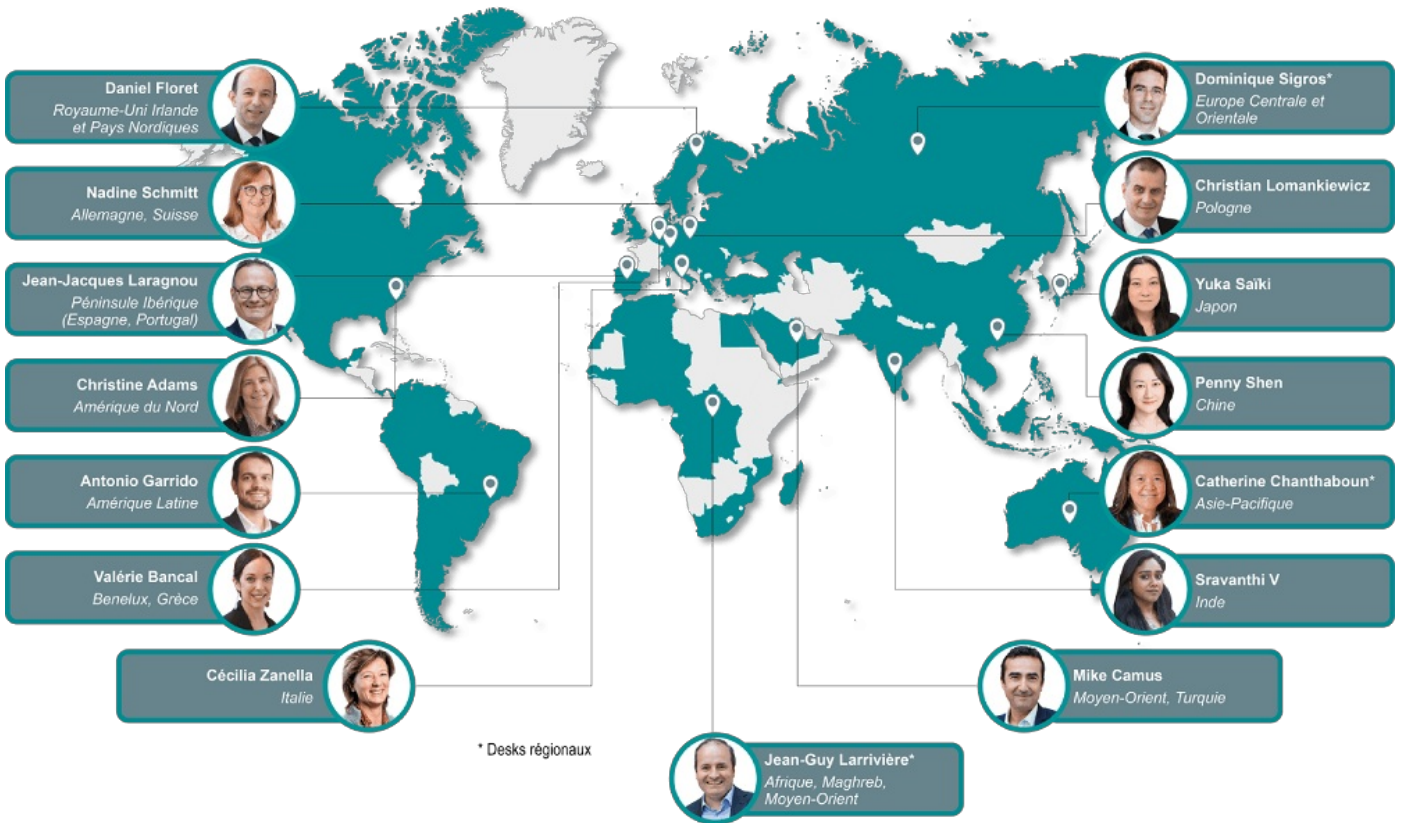 Daniel Floret
Royaume-Uni Irlande
et Pays Nordiques
Nadine Schmitt
Allemagne, Suisse
Jean-Jacques Laragnou
Péninsule Ibérique
(Espagne, Portugal)
Christine Adams
Amérique du Nord
Antonio Garrido
Amérique Latine
Valérie Bancal
Benelux, Grèce
Cécilia Zanella
Italie
* Desks régionaux
Jean-Guy Larrivière*
Afrique, Maghreb,
Moyen-Orient
Dominique Sigros*
Europe Centrale et
Orientale
Christian Lomankiewicz
Pologne
Yuka Saïki
Japon
Penny Shen
Chine
Catherine Chanthaboun*
Asie-Pacifique
Sravanthi V
Inde
Mike Camus
Moyen-Orient, Turquie